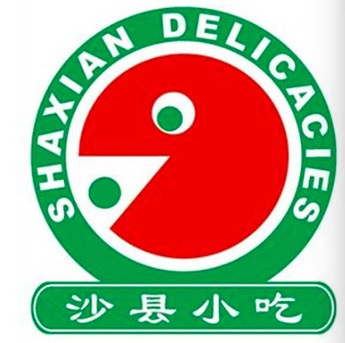 SHAXIAN DELICACIES
沙县小吃